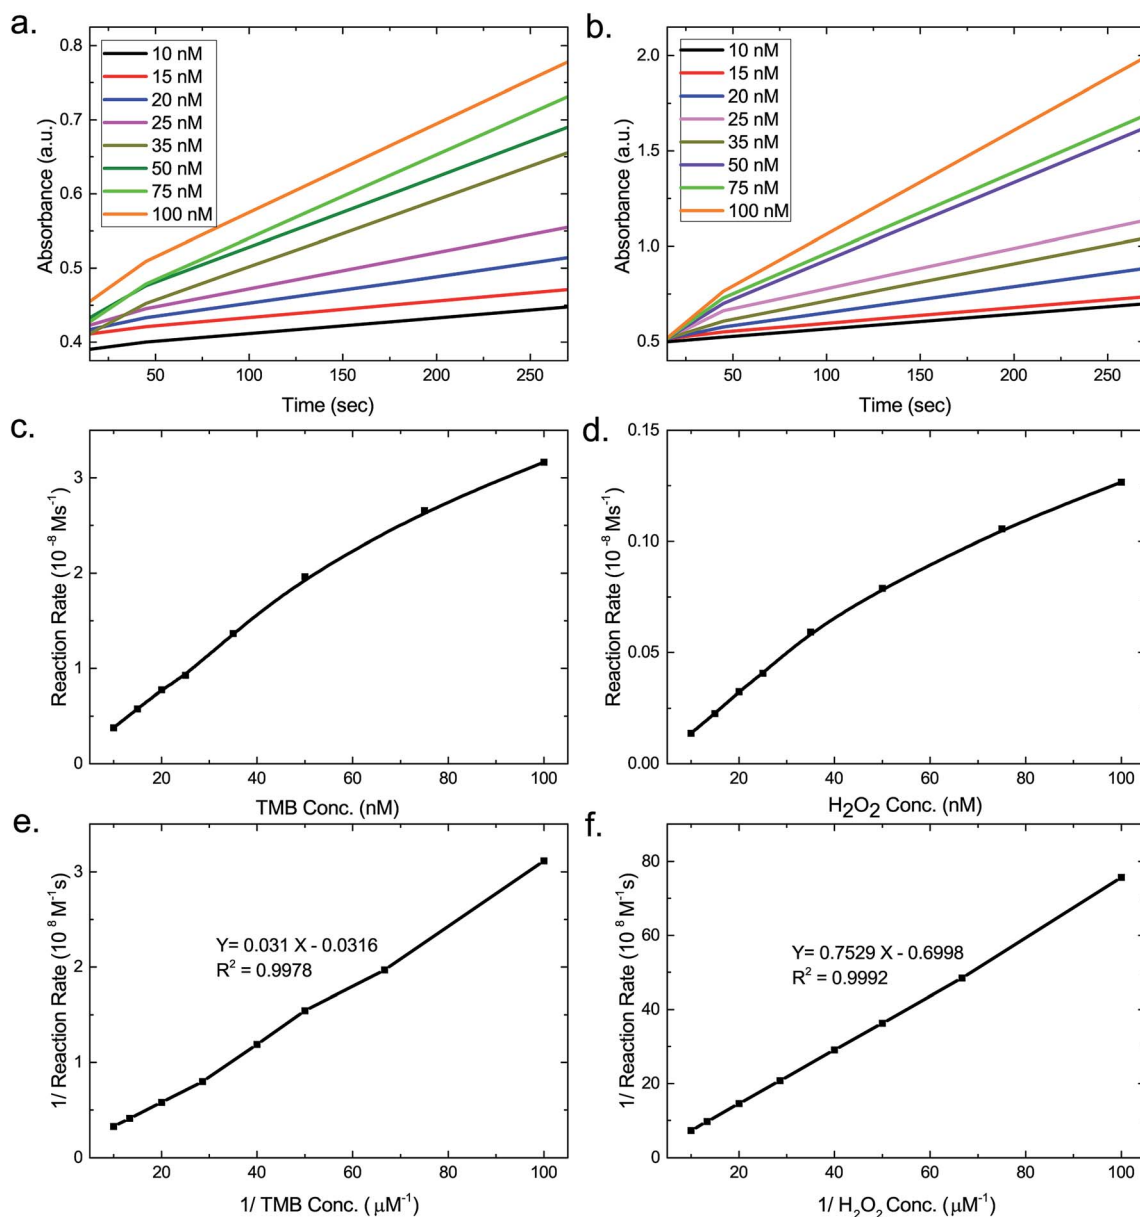 a.
0.8
0.7
0.6
0.5
0.4
Absorbance (a.u.)
10 nM
15 nM
20 nM
25 nM
35 nM
50 nM
75 nM
100 nM
50 100 150 200 250
Time (sec)
b.
2.0
1.5
1.0
0.5
Absorbance (a.u.)
10 nM
15 nM
20 nM
25 nM
35 nM
50 nM
75 nM
100 nM
50 100 150 200 250
Time (sec)
c.
3
2
1
0
Reaction Rate (10⁻⁸ Ms⁻¹)
20 40 60 80 100
TMB Conc. (nM)
d.
0.15
0.10
0.05
0.00
Reaction Rate (10⁻⁸ Ms⁻¹)
20 40 60 80 100
H₂O₂ Conc. (nM)
e.
3
2
1
0
1/ Reaction Rate (10⁸ M⁻¹s)
Y= 0.031 X - 0.0316
R² = 0.9978
20 40 60 80 100
1/ TMB Conc. (μM⁻¹)
f.
80
60
40
20
0
1/ Reaction Rate (10⁸ M⁻¹s)
Y= 0.7529 X - 0.6998
R² = 0.9992
20 40 60 80 100
1/ H₂O₂ Conc. (μM⁻¹)